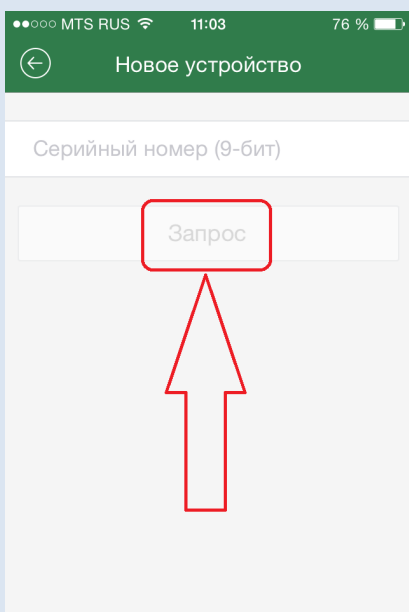 MTS RUS 11:03 76 %
Новое устройство
Серийный номер (9-бит)
Запрос